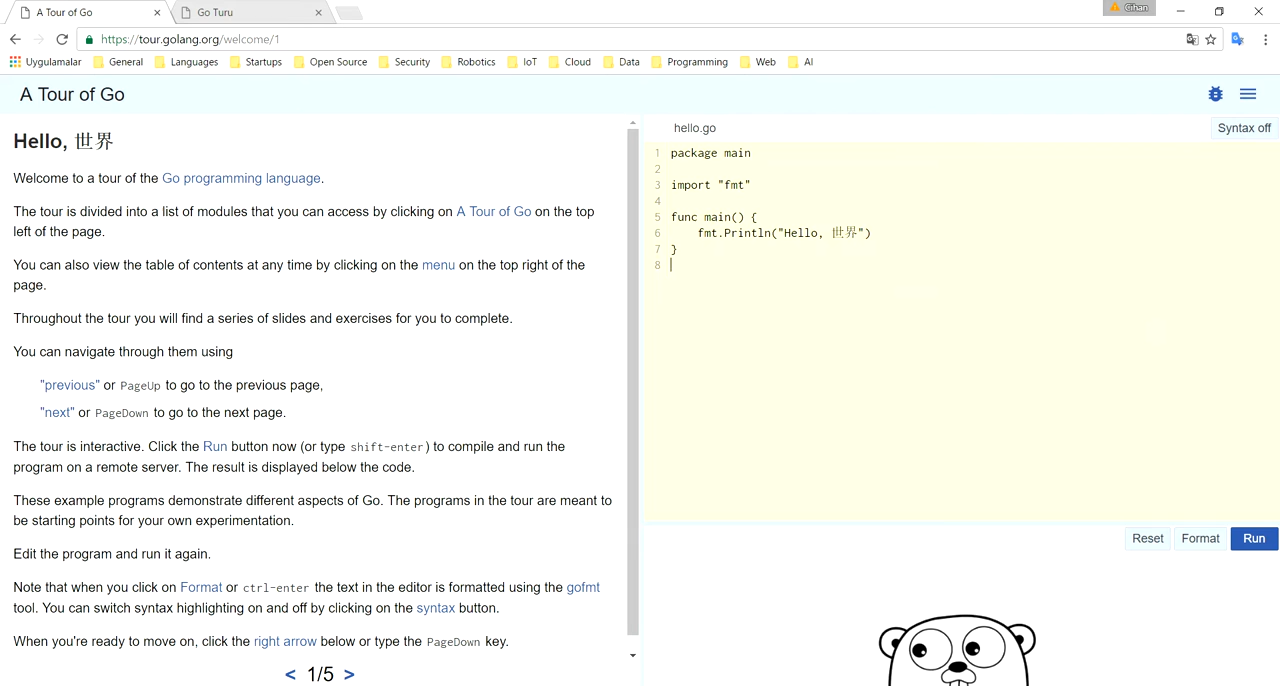 A Tour of Go
Go Turu
Cihan
https://tour.golang.org/welcome/1
Uygulamalar General Languages Startups Open Source Security Robotics IoT Cloud Data Programming Web AI
A Tour of Go
Hello, 世界
Welcome to a tour of the Go programming language.
The tour is divided into a list of modules that you can access by clicking on A Tour of Go on the top
left of the page.
You can also view the table of contents at any time by clicking on the menu on the top right of the
page.
Throughout the tour you will find a series of slides and exercises for you to complete.
You can navigate through them using
"previous" or PageUp to go to the previous page,
"next" or PageDown to go to the next page.
The tour is interactive. Click the Run button now (or type shift-enter) to compile and run the
program on a remote server. The result is displayed below the code.
These example programs demonstrate different aspects of Go. The programs in the tour are meant to
be starting points for your own experimentation.
Edit the program and run it again.
Note that when you click on Format or ctrl-enter the text in the editor is formatted using the gofmt
tool. You can switch syntax highlighting on and off by clicking on the syntax button.
When you're ready to move on, click the right arrow below or type the PageDown key.
< 1/5 >
hello.go
Syntax off
1 package main
2
3 import "fmt"
4
5 func main() {
6 fmt.Println("Hello, 世界")
7 }
8
Reset Format Run